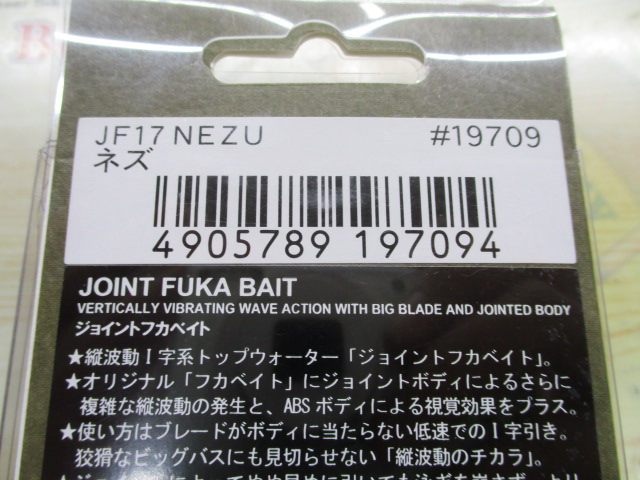 JF17 NEZU #19709
ネズ
4905789 197094
JOINT FUKA BAIT
VERTICALLY VIBRATING WAVE ACTION WITH BIG BLADE AND JOINTED BODY
ジョイントフカベイト
★縦波動I字系トップウォーター「ジョイントフカベイト」。
★オリジナル「フカベイト」にジョイントボディによるさらに
複雑な縦波動の発生と、ABSボディによる視覚効果をプラス。
★使い方はブレードがボディに当たらない低速でのI字引き。
狡猾なビッグバスにも見切らせない「縦波動のチカラ」。